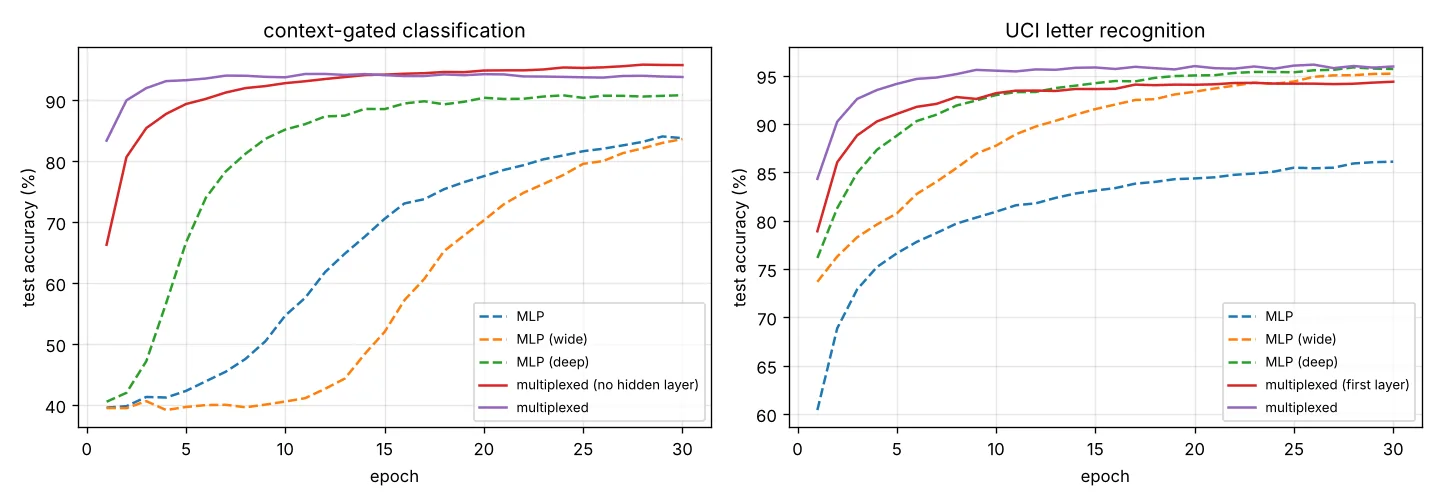 context-gated classification
test accuracy (%)
90
80
70
60
50
40
0 5 10 15 20 25 30
epoch
MLP
MLP (wide)
MLP (deep)
multiplexed (no hidden layer)
multiplexed
UCI letter recognition
test accuracy (%)
95
90
85
80
75
70
65
60
0 5 10 15 20 25 30
epoch
MLP
MLP (wide)
MLP (deep)
multiplexed (first layer)
multiplexed